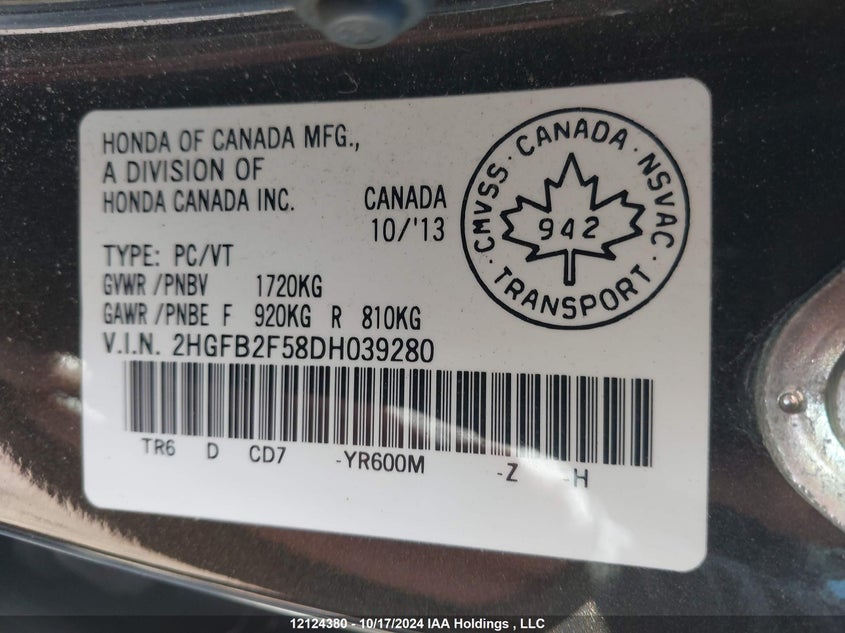 HONDA OF CANADA MFG.,
A DIVISION OF
HONDA CANADA INC.
CANADA
10/'13
TYPE: PC/VT
GVWR /PNBV 1720KG
GAWR /PNBE F 920KG R 810KG
V.I.N. 2HGFB2F58DH039280
TR6 D CD7 -YR600M -Z -H
CMVSS · CANADA · NSVAC · TRANSPORT ·
942
12124380 - 10/17/2024 IAA Holdings , LLC